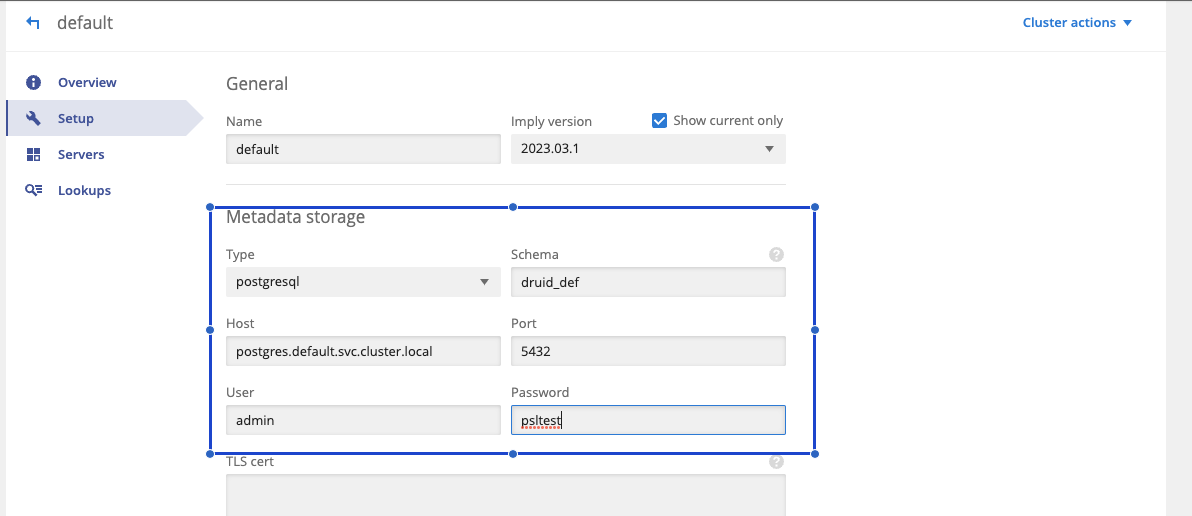 default
Cluster actions
Overview
Setup
Servers
Lookups
General
Name
Imply version
Show current only
default
2023.03.1
Metadata storage
Type
Schema
?
postgresql
druid_def
Host
Port
postgres.default.svc.cluster.local
5432
User
Password
admin
psltest
TLS cert
?